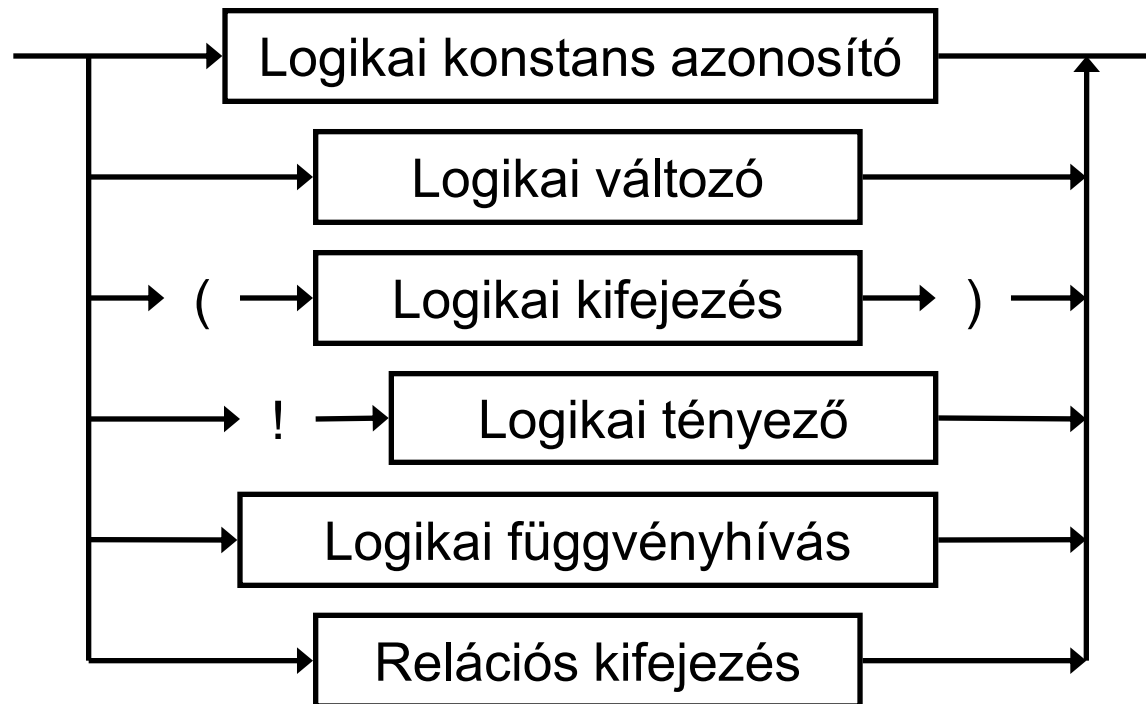 Logikai konstans azonosító
Logikai változó
( Logikai kifejezés )
! Logikai tényező
Logikai függvényhívás
Relációs kifejezés